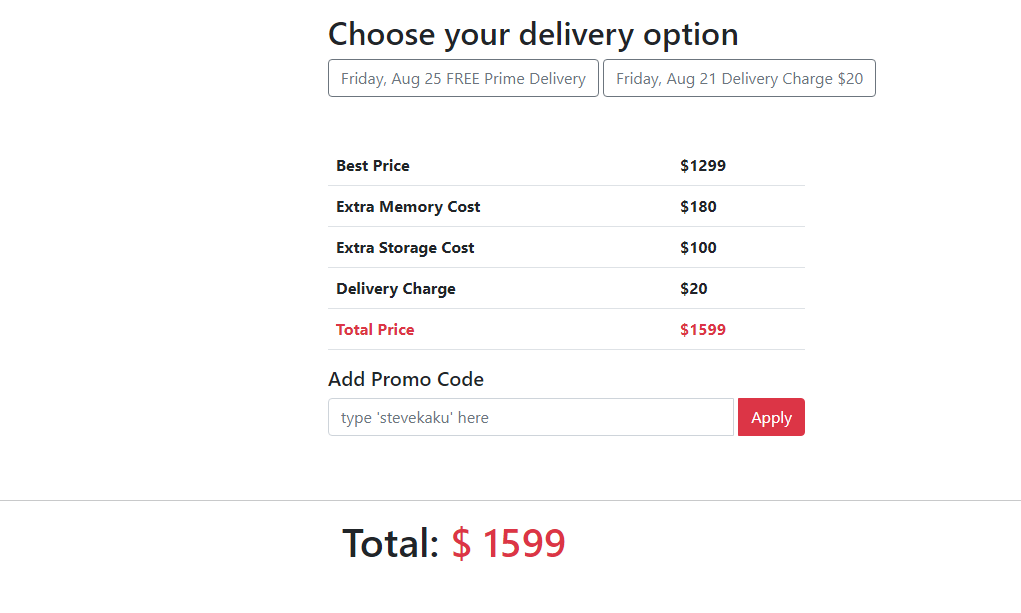 Choose your delivery option
Friday, Aug 25 FREE Prime Delivery Friday, Aug 21 Delivery Charge $20
Best Price $1299
Extra Memory Cost $180
Extra Storage Cost $100
Delivery Charge $20
Total Price $1599
Add Promo Code
type 'stevekaku' here Apply
Total: $ 1599